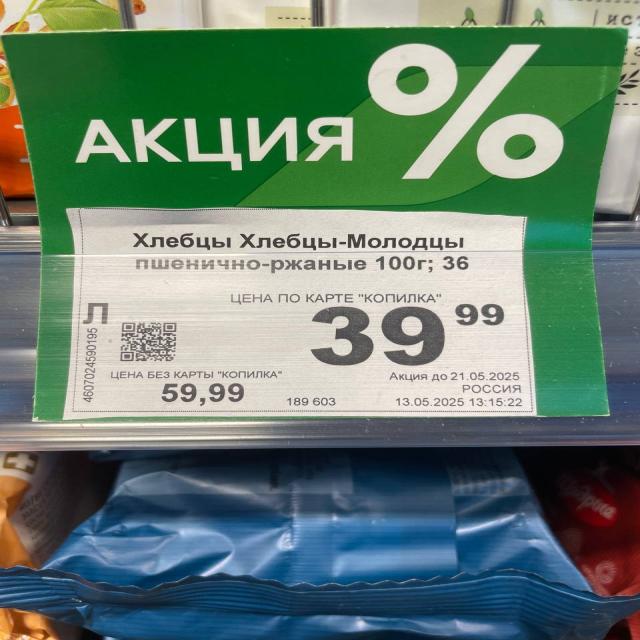 АКЦИЯ %
Хлебцы Хлебцы-Молодцы
пшенично-ржаные 100г; 36
ЦЕНА ПО КАРТЕ "КОПИЛКА"
Л
39 99
4607024590195
ЦЕНА БЕЗ КАРТЫ "КОПИЛКА"
59,99
189 603
Акция до 21.05.2025
РОССИЯ
13.05.2025 13:15:22